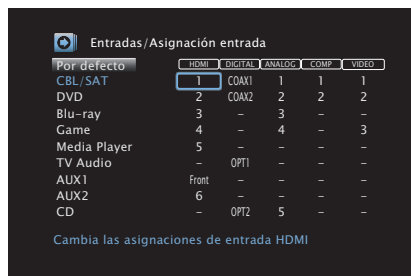 Entradas/Asignación entrada
Por defecto HDMI DIGITAL ANALOG COMP VIDEO
CBL/SAT 1 COAX1 1 1 1
DVD 2 COAX2 2 2 2
Blu-ray 3 – 3 – –
Game 4 – 4 – 3
Media Player 5 – – – –
TV Audio – OPT1 – – –
AUX1 Front – – – –
AUX2 6 – – – –
CD – OPT2 5 – –
Cambia las asignaciones de entrada HDMI